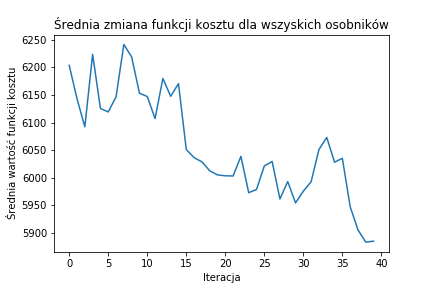 Średnia zmiana funkcji kosztu dla wszyskich osobników
6250
6200
6150
6100
6050
6000
5950
5900
Średnia wartość funkcji kosztu
0 5 10 15 20 25 30 35 40
Iteracja